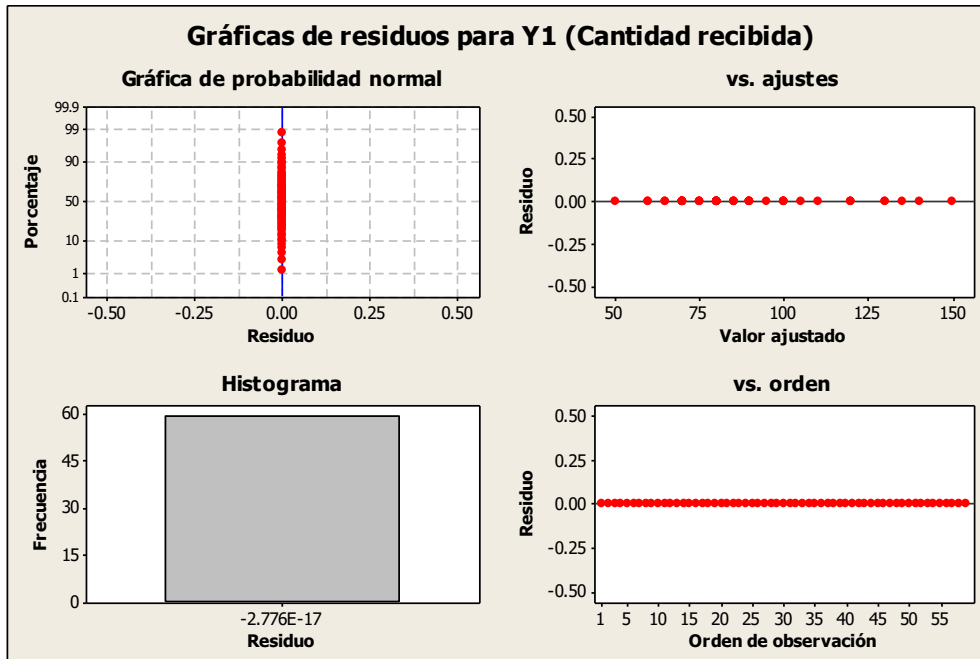 Gráficas de residuos para Y1 (Cantidad recibida)
Gráfica de probabilidad normal
99.9
99
90
50
10
1
0.1
Porcentaje
-0.50 -0.25 0.00 0.25 0.50
Residuo
vs. ajustes
0.50
0.25
0.00
-0.25
-0.50
Residuo
50 75 100 125 150
Valor ajustado
Histograma
60
45
30
15
0
Frecuencia
-2.776E-17
Residuo
vs. orden
0.50
0.25
0.00
-0.25
-0.50
Residuo
1 5 10 15 20 25 30 35 40 45 50 55
Orden de observación